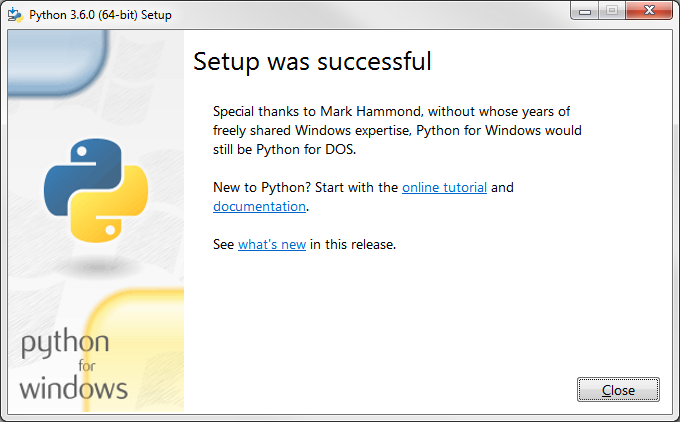 Python 3.6.0 (64-bit) Setup
Setup was successful
Special thanks to Mark Hammond, without whose years of
freely shared Windows expertise, Python for Windows would
still be Python for DOS.
New to Python? Start with the online tutorial and
documentation.
See what's new in this release.
python
for
windows
Close